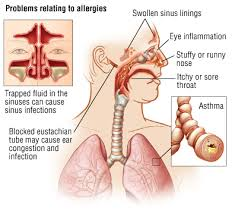 Problems relating to allergies
Swollen sinus linings
Eye inflammation
Stuffy or runny
nose
Itchy or sore
throat
Trapped fluid in the
sinuses can cause
sinus infections
Asthma
Blocked eustachian
tube may cause ear
congestion and
infection